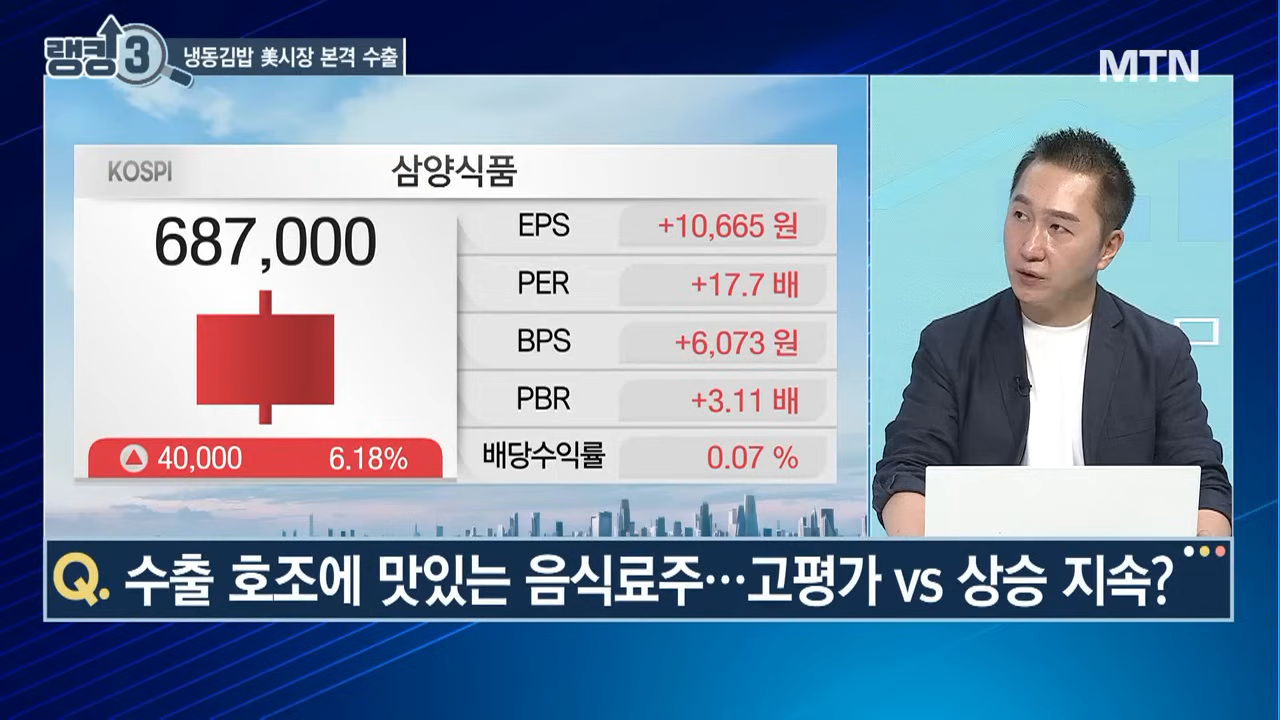 랭킹3
냉동김밥 美시장 본격 수출
MTN
KOSPI
삼양식품
687,000
40,000 6.18%
EPS +10,665 원
PER +17.7 배
BPS +6,073 원
PBR +3.11 배
배당수익률 0.07 %
Q. 수출 호조에 맛있는 음식료주…고평가 vs 상승 지속?